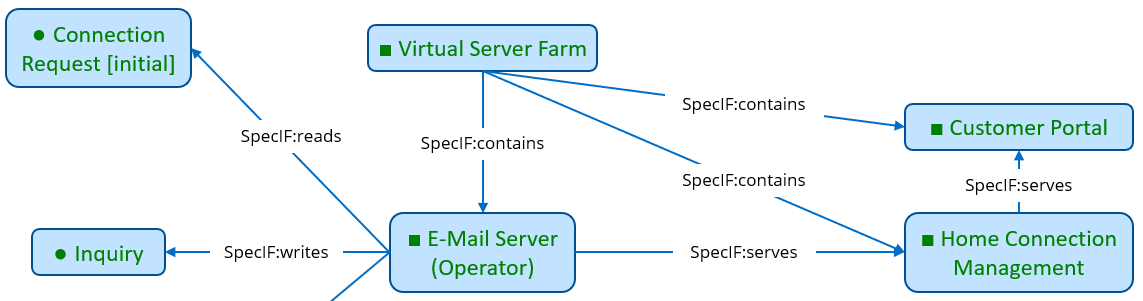 ● Connection
Request [initial]
■ Virtual Server Farm
SpecIF:contains
■ Customer Portal
SpecIF:reads
SpecIF:contains
SpecIF:contains
SpecIF:serves
● Inquiry
SpecIF:writes
■ E-Mail Server
(Operator)
SpecIF:serves
■ Home Connection
Management